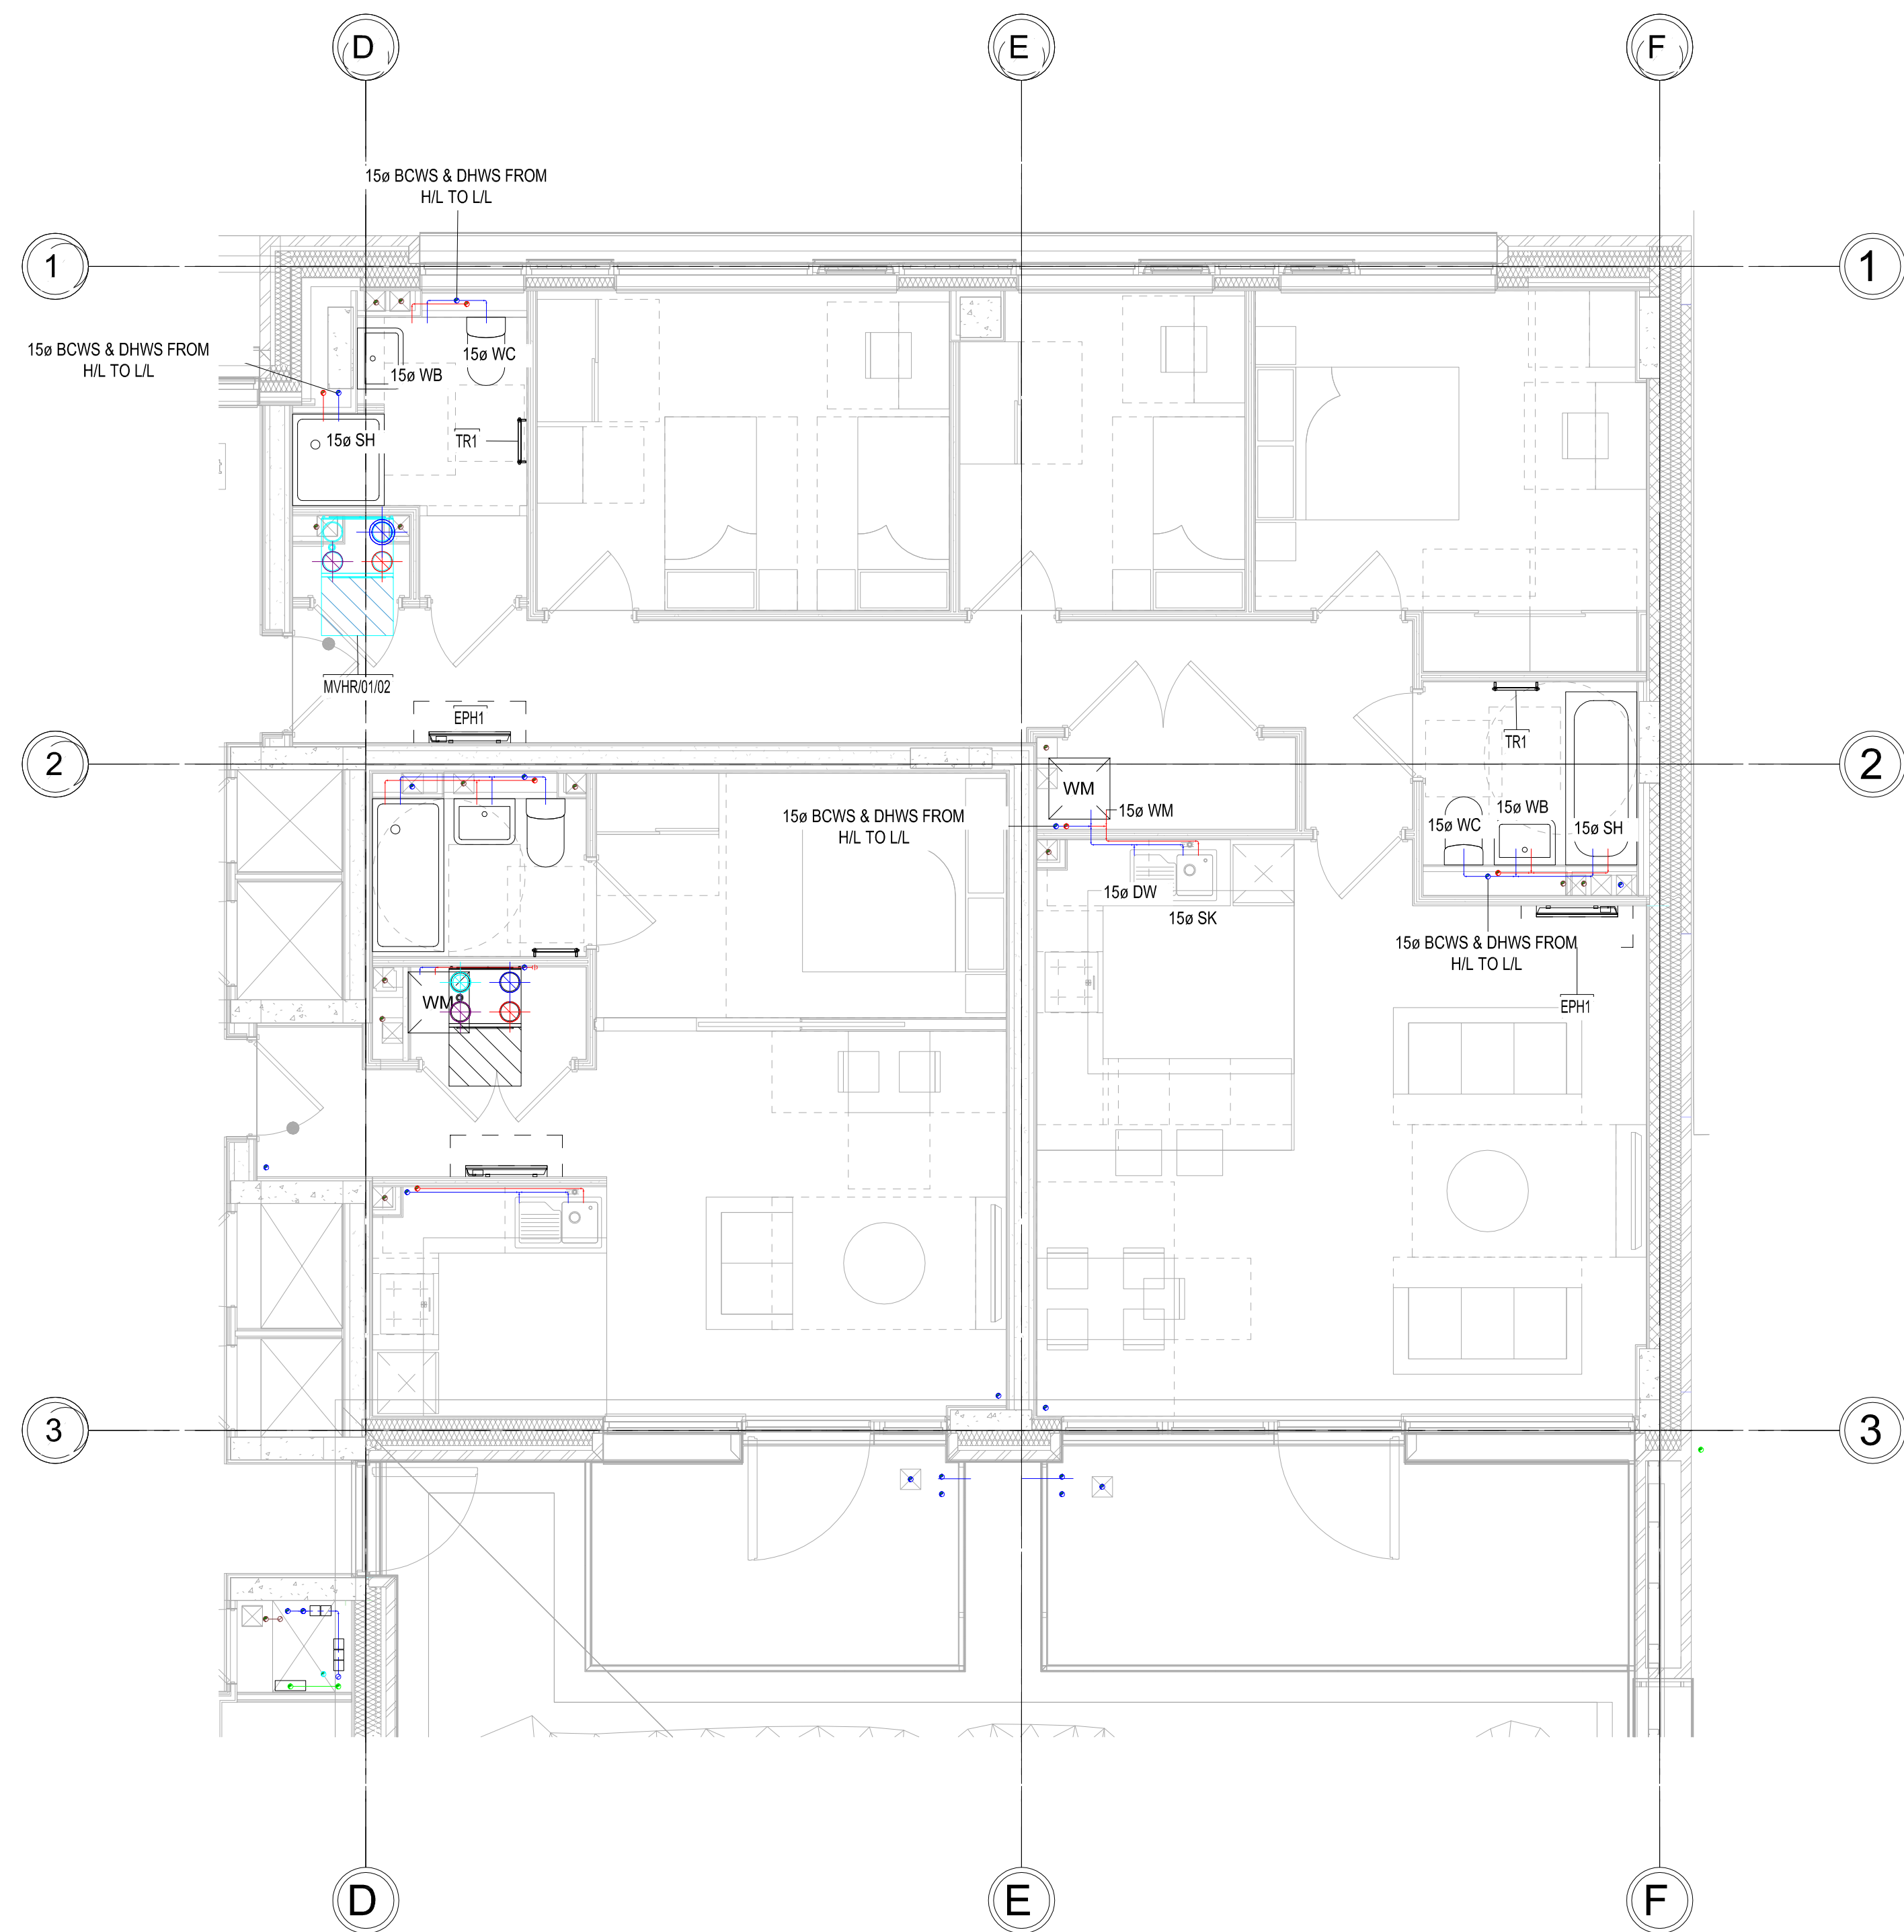 D
E
F
15ø BCWS & DHWS FROM
H/L TO L/L
1
1
15ø BCWS & DHWS FROM
H/L TO L/L
15ø WC
15ø WB
15ø SH
TR1
MVHR/01/02
EPH1
TR1
2
2
WM
15ø BCWS & DHWS FROM
H/L TO L/L
15ø WM
15ø WB
15ø WC
15ø SH
15ø DW
15ø SK
15ø BCWS & DHWS FROM
H/L TO L/L
WM
EPH1
3
3
D
E
F